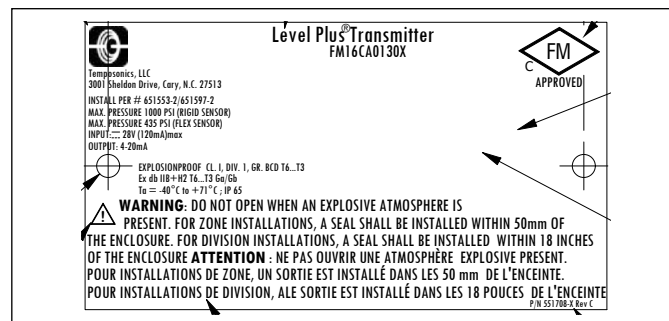 Level Plus® Transmitter
FM16CA0130X
FM
C
APPROVED
Temposonics, LLC
3001 Sheldon Drive, Cary, N.C. 27513
INSTALL PER # 651553-2/651597-2
MAX. PRESSURE 1000 PSI (RIGID SENSOR)
MAX. PRESSURE 435 PSI (FLEX SENSOR)
INPUT: ⎓ 28V (120mA)max
OUTPUT: 4-20mA
EXPLOSIONPROOF CL. I, DIV. 1, GR. BCD T6...T3
Ex db IIB+H2 T6...T3 Ga/Gb
Ta = -40°C to +71°C ; IP 65
WARNING: DO NOT OPEN WHEN AN EXPLOSIVE ATMOSPHERE IS
PRESENT. FOR ZONE INSTALLATIONS, A SEAL SHALL BE INSTALLED WITHIN 50mm OF
THE ENCLOSURE. FOR DIVISION INSTALLATIONS, A SEAL SHALL BE INSTALLED WITHIN 18 INCHES
OF THE ENCLOSURE ATTENTION : NE PAS OUVRIR UNE ATMOSPHÈRE EXPLOSIVE PRESENT.
POUR INSTALLATIONS DE ZONE, UN SORTIE EST INSTALLÉ DANS LES 50 mm DE L'ENCEINTE.
POUR INSTALLATIONS DE DIVISION, ALE SORTIE EST INSTALLÉ DANS LES 18 POUCES DE L'ENCEINTE
P/N 551708-X Rev C